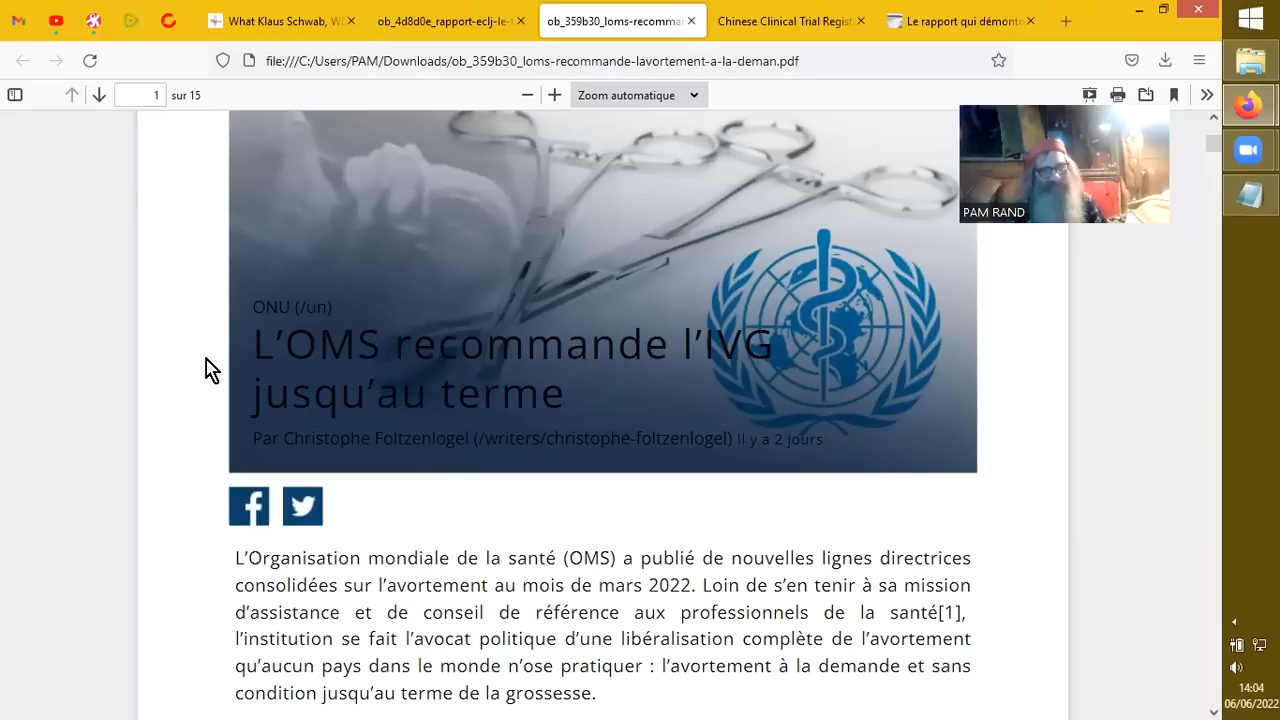 What Klaus Schwab, W
ob_4d8d0e_rapport-eclj-le-
ob_359b30_loms-recomma
Chinese Clinical Trial Regist
Le rapport qui démont
file:///C:/Users/PAM/Downloads/ob_359b30_loms-recommande-lavortement-a-la-deman.pdf
1 sur 15
Zoom automatique
PAM RAND
ONU (/un)
L’OMS recommande l’IVG
jusqu’au terme
Par Christophe Foltzenlogel (/writers/christophe-foltzenlogel) Il y a 2 jours
L’Organisation mondiale de la santé (OMS) a publié de nouvelles lignes directrices
consolidées sur l’avortement au mois de mars 2022. Loin de s’en tenir à sa mission
d’assistance et de conseil de référence aux professionnels de la santé[1],
l’institution se fait l’avocat politique d’une libéralisation complète de l’avortement
qu’aucun pays dans le monde n’ose pratiquer : l’avortement à la demande et sans
condition jusqu’au terme de la grossesse.
14:04
06/06/2022